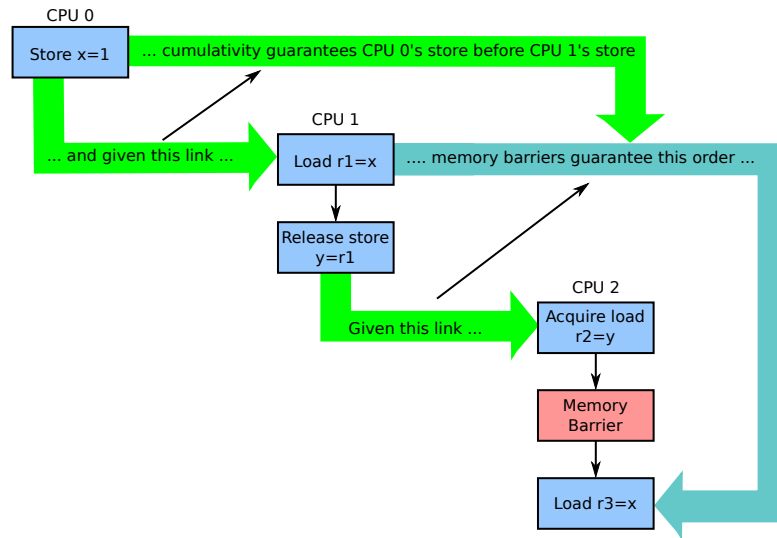 CPU 0
Store x=1
... cumulativity guarantees CPU 0's store before CPU 1's store
CPU 1
... and given this link ...
Load r1=x
.... memory barriers guarantee this order ...
Release store
y=r1
CPU 2
Given this link ...
Acquire load
r2=y
Memory
Barrier
Load r3=x